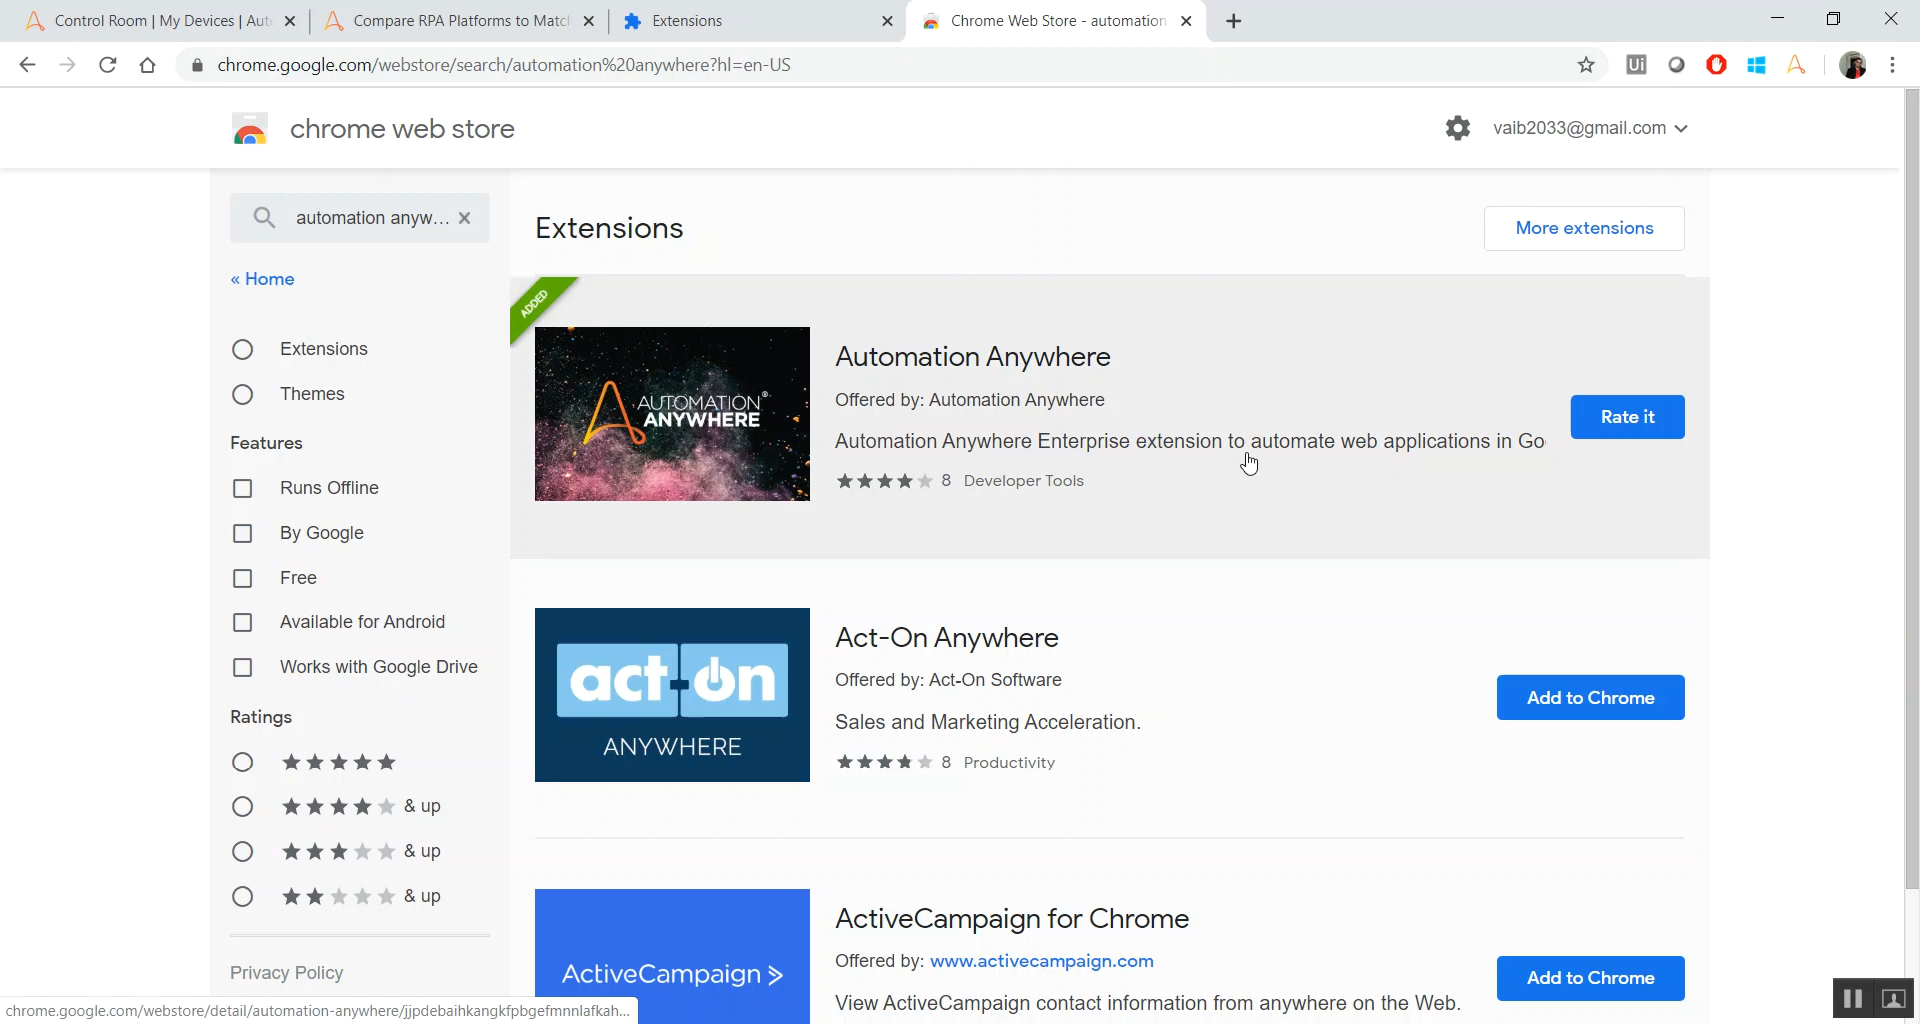 Control Room | My Devices | Aut
Compare RPA Platforms to Match
Extensions
Chrome Web Store - automation
chrome.google.com/webstore/search/automation%20anywhere?hl=en-US
Ui
chrome web store
vaib2033@gmail.com
automation anyw...
« Home
Extensions
Themes
Features
Runs Offline
By Google
Free
Available for Android
Works with Google Drive
Ratings
& up
& up
& up
Privacy Policy
Extensions
More extensions
ADDED
AUTOMATION®
ANYWHERE
Automation Anywhere
Offered by: Automation Anywhere
Automation Anywhere Enterprise extension to automate web applications in Go
8 Developer Tools
Rate it
act-on
ANYWHERE
Act-On Anywhere
Offered by: Act-On Software
Sales and Marketing Acceleration.
8 Productivity
Add to Chrome
ActiveCampaign >
ActiveCampaign for Chrome
Offered by: www.activecampaign.com
View ActiveCampaign contact information from anywhere on the Web.
Add to Chrome
chrome.google.com/webstore/detail/automation-anywhere/jjpdebaihkangkfpbgefmnnlafkah...